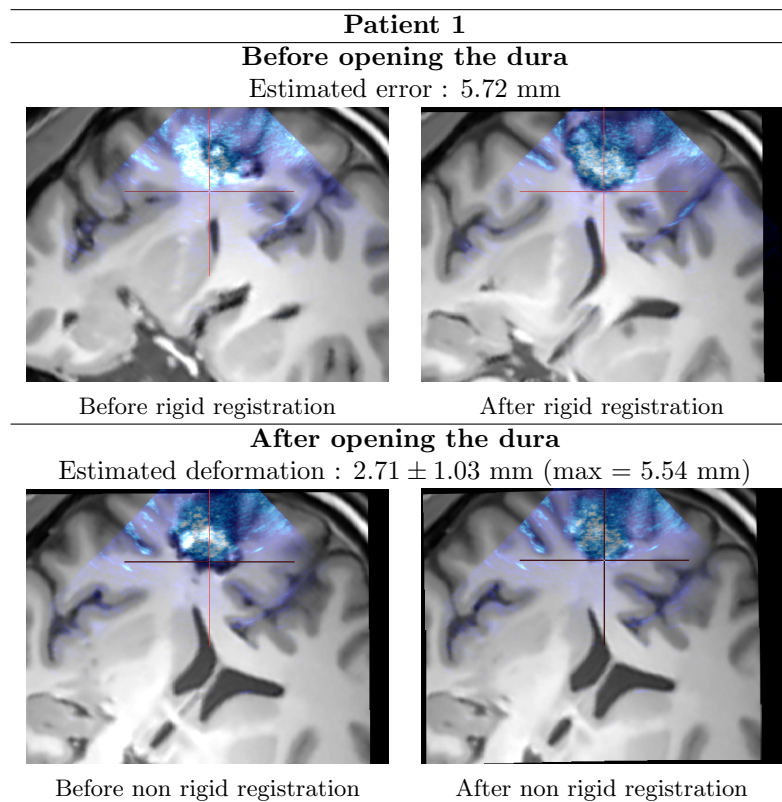 Patient 1
Before opening the dura
Estimated error : 5.72 mm
Before rigid registration
After rigid registration
After opening the dura
Estimated deformation : 2.71 ± 1.03 mm (max = 5.54 mm)
Before non rigid registration
After non rigid registration